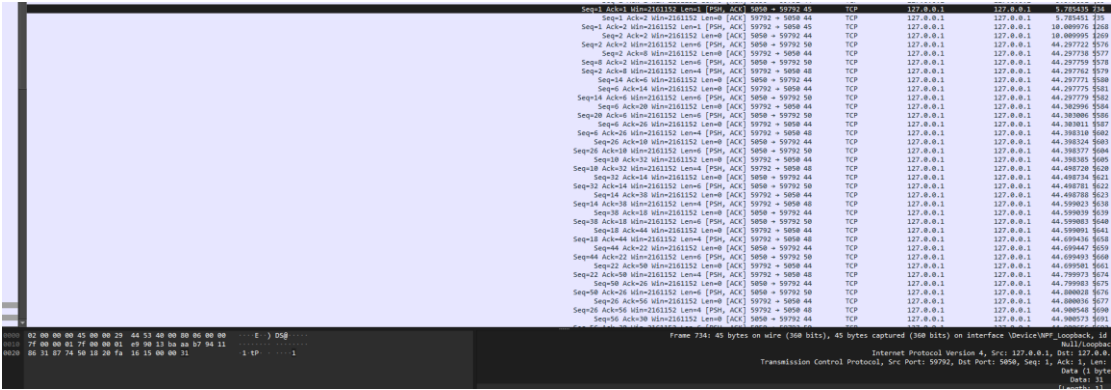 Seq=1 Ack=1 Win=2161152 Len=1 [PSH, ACK] 5050 → 59792 45 TCP 127.0.0.1 127.0.0.1 5.785435 734
Seq=1 Ack=2 Win=2161152 Len=0 [ACK] 59792 → 5050 44 TCP 127.0.0.1 127.0.0.1 5.785451 735
Seq=1 Ack=2 Win=2161152 Len=1 [PSH, ACK] 59792 → 5050 45 TCP 127.0.0.1 127.0.0.1 10.009976 1268
Seq=2 Ack=2 Win=2161152 Len=0 [ACK] 5050 → 59792 44 TCP 127.0.0.1 127.0.0.1 10.009995 1269
Seq=2 Ack=2 Win=2161152 Len=6 [PSH, ACK] 5050 → 59792 50 TCP 127.0.0.1 127.0.0.1 44.297722 5576
Seq=2 Ack=8 Win=2161152 Len=0 [ACK] 59792 → 5050 44 TCP 127.0.0.1 127.0.0.1 44.297738 5577
Seq=8 Ack=2 Win=2161152 Len=6 [PSH, ACK] 5050 → 59792 50 TCP 127.0.0.1 127.0.0.1 44.297759 5578
Seq=2 Ack=8 Win=2161152 Len=4 [PSH, ACK] 59792 → 5050 48 TCP 127.0.0.1 127.0.0.1 44.297762 5579
Seq=14 Ack=6 Win=2161152 Len=0 [ACK] 5050 → 59792 44 TCP 127.0.0.1 127.0.0.1 44.297771 5580
Seq=6 Ack=14 Win=2161152 Len=0 [ACK] 59792 → 5050 44 TCP 127.0.0.1 127.0.0.1 44.297775 5581
Seq=14 Ack=6 Win=2161152 Len=6 [PSH, ACK] 5050 → 59792 50 TCP 127.0.0.1 127.0.0.1 44.297779 5582
Seq=6 Ack=20 Win=2161152 Len=0 [ACK] 59792 → 5050 44 TCP 127.0.0.1 127.0.0.1 44.302996 5584
Seq=20 Ack=6 Win=2161152 Len=6 [PSH, ACK] 5050 → 59792 50 TCP 127.0.0.1 127.0.0.1 44.303006 5586
Seq=6 Ack=26 Win=2161152 Len=0 [ACK] 59792 → 5050 44 TCP 127.0.0.1 127.0.0.1 44.303011 5587
Seq=6 Ack=26 Win=2161152 Len=4 [PSH, ACK] 59792 → 5050 48 TCP 127.0.0.1 127.0.0.1 44.398310 5602
Seq=26 Ack=10 Win=2161152 Len=0 [ACK] 5050 → 59792 44 TCP 127.0.0.1 127.0.0.1 44.398324 5603
Seq=26 Ack=10 Win=2161152 Len=6 [PSH, ACK] 5050 → 59792 50 TCP 127.0.0.1 127.0.0.1 44.398377 5604
Seq=10 Ack=32 Win=2161152 Len=0 [ACK] 59792 → 5050 44 TCP 127.0.0.1 127.0.0.1 44.398385 5605
Seq=10 Ack=32 Win=2161152 Len=4 [PSH, ACK] 59792 → 5050 48 TCP 127.0.0.1 127.0.0.1 44.498720 5620
Seq=32 Ack=14 Win=2161152 Len=0 [ACK] 5050 → 59792 44 TCP 127.0.0.1 127.0.0.1 44.498734 5621
Seq=32 Ack=14 Win=2161152 Len=6 [PSH, ACK] 5050 → 59792 50 TCP 127.0.0.1 127.0.0.1 44.498781 5622
Seq=14 Ack=38 Win=2161152 Len=0 [ACK] 59792 → 5050 44 TCP 127.0.0.1 127.0.0.1 44.498788 5623
Seq=14 Ack=38 Win=2161152 Len=4 [PSH, ACK] 59792 → 5050 48 TCP 127.0.0.1 127.0.0.1 44.599023 5638
Seq=38 Ack=18 Win=2161152 Len=0 [ACK] 5050 → 59792 44 TCP 127.0.0.1 127.0.0.1 44.599039 5639
Seq=38 Ack=18 Win=2161152 Len=6 [PSH, ACK] 5050 → 59792 50 TCP 127.0.0.1 127.0.0.1 44.599083 5640
Seq=18 Ack=44 Win=2161152 Len=0 [ACK] 59792 → 5050 44 TCP 127.0.0.1 127.0.0.1 44.599091 5641
Seq=18 Ack=44 Win=2161152 Len=4 [PSH, ACK] 59792 → 5050 48 TCP 127.0.0.1 127.0.0.1 44.699436 5658
Seq=44 Ack=22 Win=2161152 Len=0 [ACK] 5050 → 59792 44 TCP 127.0.0.1 127.0.0.1 44.699447 5659
Seq=44 Ack=22 Win=2161152 Len=6 [PSH, ACK] 5050 → 59792 50 TCP 127.0.0.1 127.0.0.1 44.699493 5660
Seq=22 Ack=50 Win=2161152 Len=0 [ACK] 59792 → 5050 44 TCP 127.0.0.1 127.0.0.1 44.699501 5661
Seq=22 Ack=50 Win=2161152 Len=4 [PSH, ACK] 59792 → 5050 48 TCP 127.0.0.1 127.0.0.1 44.799973 5674
Seq=50 Ack=26 Win=2161152 Len=0 [ACK] 5050 → 59792 44 TCP 127.0.0.1 127.0.0.1 44.799983 5675
Seq=50 Ack=26 Win=2161152 Len=6 [PSH, ACK] 5050 → 59792 50 TCP 127.0.0.1 127.0.0.1 44.800028 5676
Seq=26 Ack=56 Win=2161152 Len=0 [ACK] 59792 → 5050 44 TCP 127.0.0.1 127.0.0.1 44.800036 5677
Seq=26 Ack=56 Win=2161152 Len=4 [PSH, ACK] 59792 → 5050 48 TCP 127.0.0.1 127.0.0.1 44.900548 5690
Seq=56 Ack=30 Win=2161152 Len=0 [ACK] 5050 → 59792 44 TCP 127.0.0.1 127.0.0.1 44.900573 5691
0000 02 00 00 00 45 00 00 29 44 53 40 00 80 06 00 00 ····E··) DS@·····
0010 7f 00 00 01 7f 00 00 01 e9 90 13 ba aa b7 94 11
0020 86 31 87 74 50 18 20 fa 16 15 00 00 31 ·1·tP· ·····1
Frame 734: 45 bytes on wire (360 bits), 45 bytes captured (360 bits) on interface \Device\NPF_Loopback, id
Null/Loopbac
Internet Protocol Version 4, Src: 127.0.0.1, Dst: 127.0.0.
Transmission Control Protocol, Src Port: 59792, Dst Port: 5050, Seq: 1, Ack: 1, Len:
Data (1 byte
Data: 31
[Length: 1]